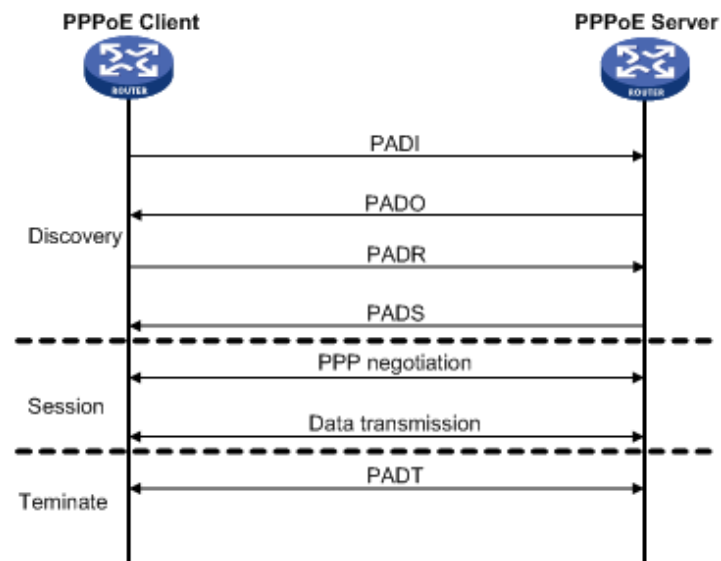 PPPoE Client
PPPoE Server
ROUTER
ROUTER
PADI
PADO
Discovery
PADR
PADS
PPP negotiation
Session
Data transmission
PADT
Teminate